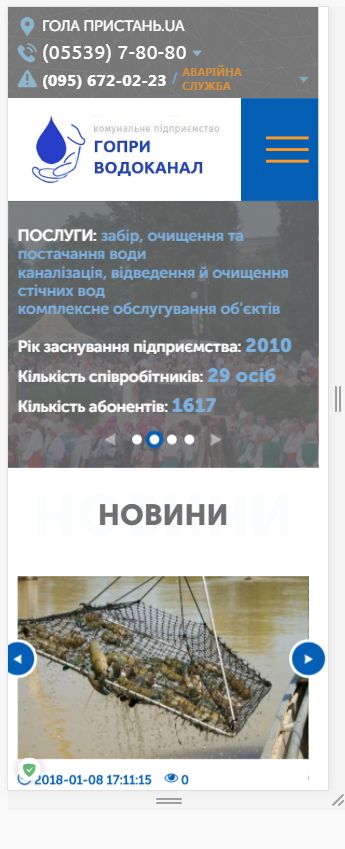 ГОЛА ПРИСТАНЬ.UA
(05539) 7-80-80
(095) 672-02-23 / АВАРІЙНА СЛУЖБА
комунальне підприємство
ГОПРИ
ВОДОКАНАЛ
ПОСЛУГИ: забір, очищення та
постачання води
каналізація, відведення й очищення
стічних вод
комплексне обслуговування об'єктів
Рік заснування підприємства: 2010
Кількість співробітників: 29 осіб
Кількість абонентів: 1617
НОВИНИ
2018-01-08 17:11:15 0